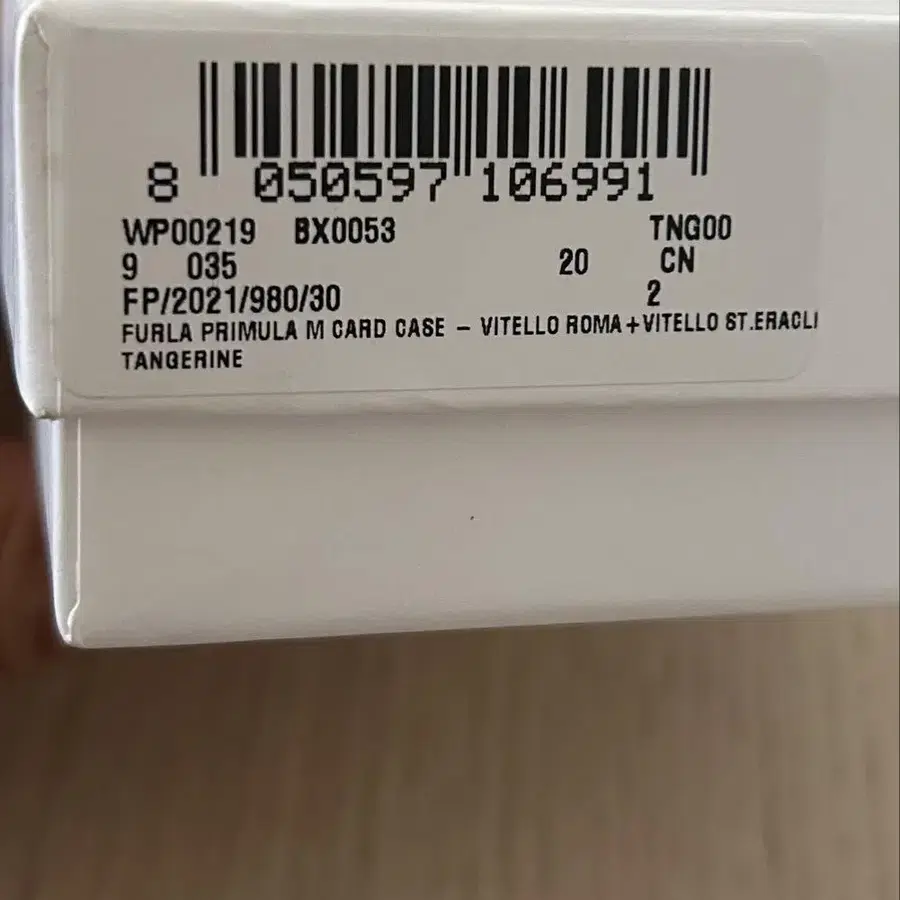 8 050597 106991
WP00219 BX0053 TNG00
9 035 20 CN
FP/2021/980/30 2
FURLA PRIMULA M CARD CASE – VITELLO ROMA+VITELLO ST.ERACLI
TANGERINE